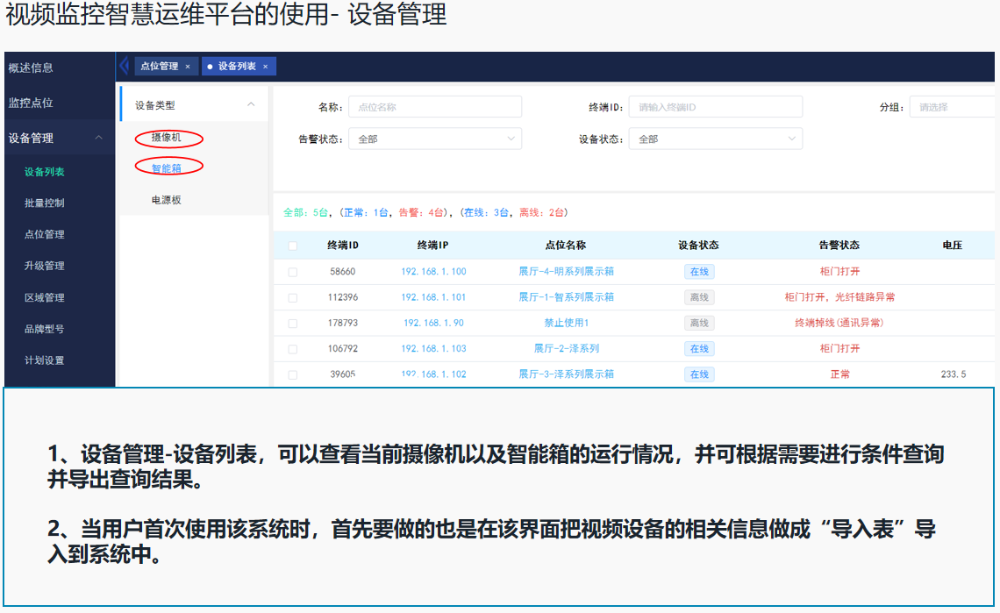 视频监控智慧运维平台的使用- 设备管理
概述信息
监控点位
设备管理
设备列表
批量控制
点位管理
升级管理
区域管理
品牌型号
计划设置
点位管理 × ● 设备列表 ×
设备类型
摄像机
智能箱
电源板
名称: 点位名称 终端ID: 请输入终端ID 分组: 请选择
告警状态: 全部 设备状态: 全部
全部: 5台, (正常: 1台, 告警: 4台), (在线: 3台, 离线: 2台)
终端ID 终端IP 点位名称 设备状态 告警状态 电压
58660 192.168.1.100 展厅-4-明系列展示箱 在线 柜门打开
112396 192.168.1.101 展厅-1-智系列展示箱 离线 柜门打开, 光纤链路异常
178793 192.168.1.90 禁止使用1 离线 终端掉线(通讯异常)
106792 192.168.1.103 展厅-2-泽系列 在线 柜门打开
39605 192.168.1.102 展厅-3-泽系列展示箱 在线 正常 233.5
1、设备管理-设备列表，可以查看当前摄像机以及智能箱的运行情况，并可根据需要进行条件查询
并导出查询结果。
2、当用户首次使用该系统时，首先要做的也是在该界面把视频设备的相关信息做成“导入表”导
入到系统中。